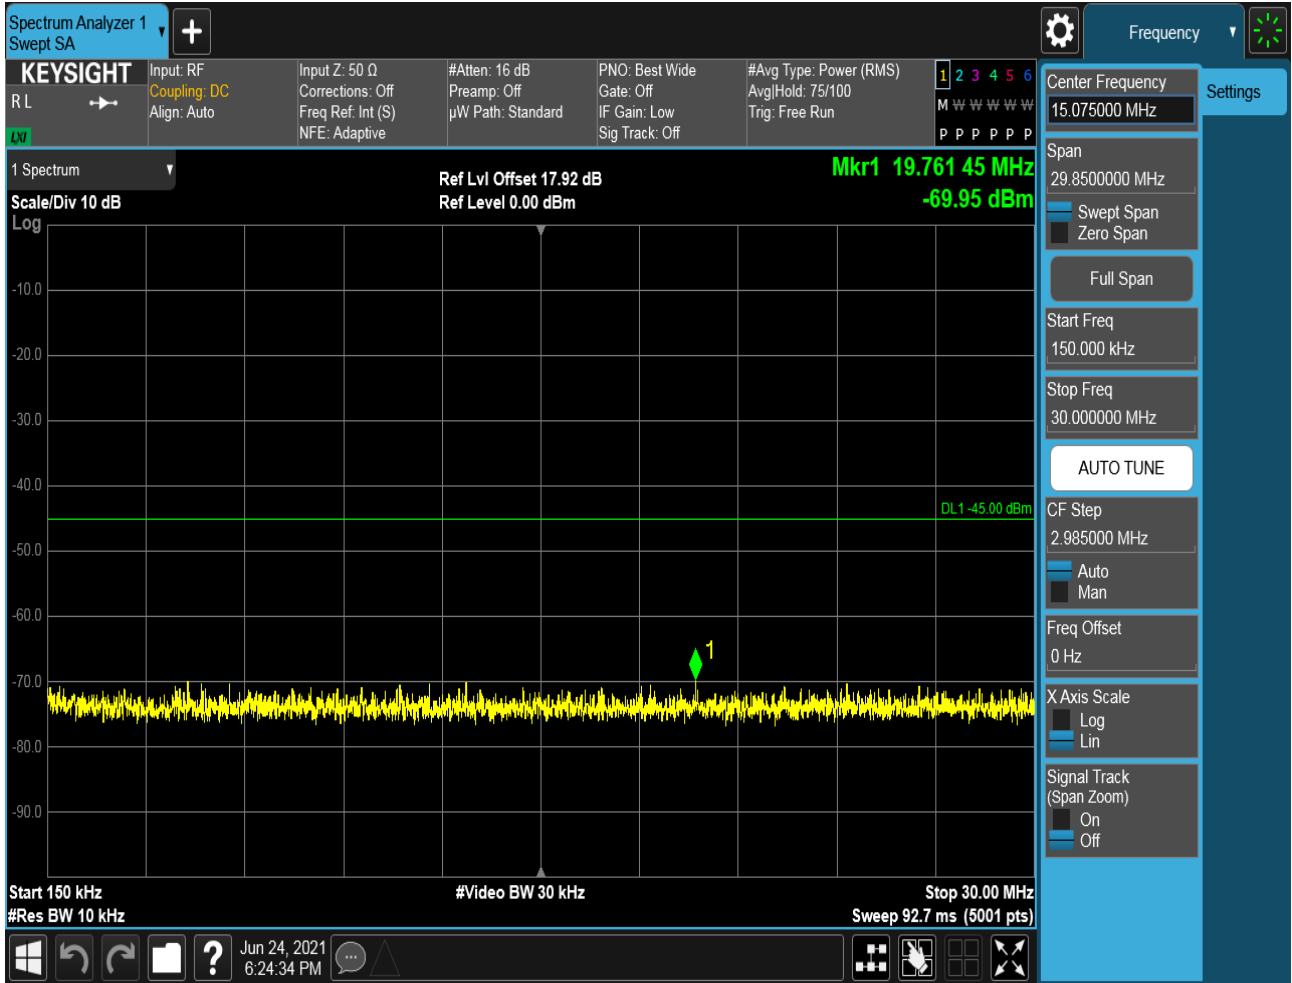 Spectrum Analyzer 1
Swept SA
Frequency
KEYSIGHT
R L
LXI
Input: RF
Coupling: DC
Align: Auto
Input Z: 50 Ω
Corrections: Off
Freq Ref: Int (S)
NFE: Adaptive
#Atten: 16 dB
Preamp: Off
µW Path: Standard
PNO: Best Wide
Gate: Off
IF Gain: Low
Sig Track: Off
#Avg Type: Power (RMS)
Avg|Hold: 75/100
Trig: Free Run
1 2 3 4 5 6
M W W W W W
P P P P P P
1 Spectrum
Scale/Div 10 dB
Log
Ref Lvl Offset 17.92 dB
Ref Level 0.00 dBm
Mkr1 19.761 45 MHz
-69.95 dBm
-10.0
-20.0
-30.0
-40.0
DL1 -45.00 dBm
-50.0
-60.0
1
-70.0
-80.0
-90.0
Start 150 kHz
#Res BW 10 kHz
#Video BW 30 kHz
Stop 30.00 MHz
Sweep 92.7 ms (5001 pts)
Center Frequency
15.075000 MHz
Settings
Span
29.8500000 MHz
Swept Span
Zero Span
Full Span
Start Freq
150.000 kHz
Stop Freq
30.000000 MHz
AUTO TUNE
CF Step
2.985000 MHz
Auto
Man
Freq Offset
0 Hz
X Axis Scale
Log
Lin
Signal Track
(Span Zoom)
On
Off
?
Jun 24, 2021
6:24:34 PM